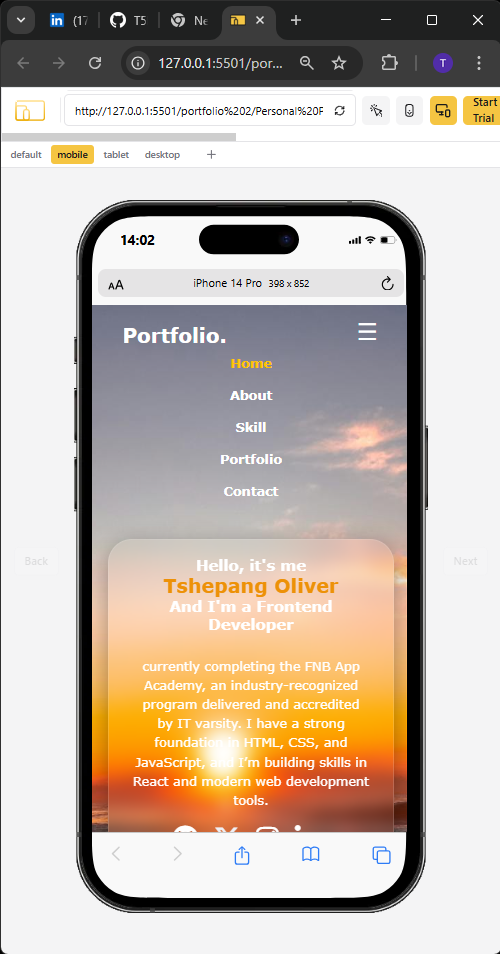 (17
T5
Ne
127.0.0.1:5501/por...
T
http://127.0.0.1:5501/portfolio%202/Personal%20F
Start Trial
default
mobile
tablet
desktop
+
14:02
AA
iPhone 14 Pro 398 x 852
Portfolio.
Home
About
Skill
Portfolio
Contact
Back
Next
Hello, it's me
Tshepang Oliver
And I'm a Frontend
Developer
currently completing the FNB App
Academy, an industry-recognized
program delivered and accredited
by IT varsity. I have a strong
foundation in HTML, CSS, and
JavaScript, and I'm building skills in
React and modern web development
tools.